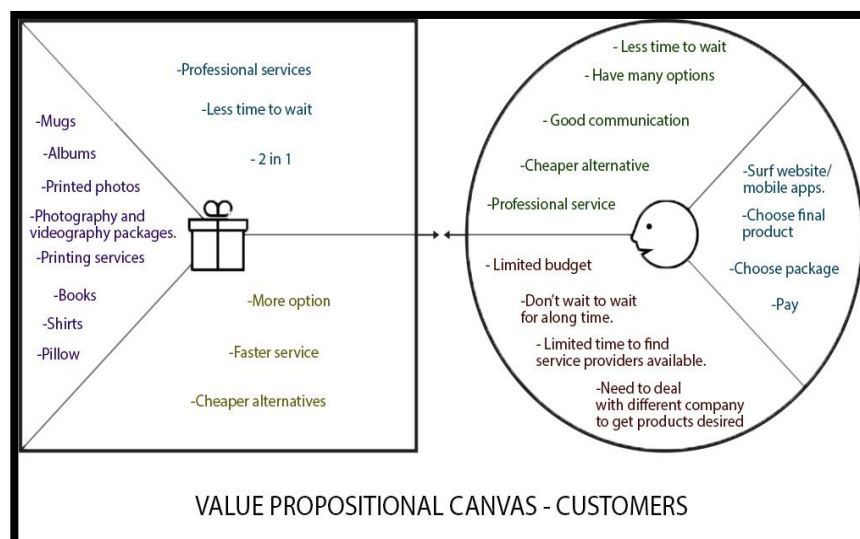 -Professional services
-Less time to wait
- 2 in 1
-Mugs
-Albums
-Printed photos
-Photography and
videography packages.
-Printing services
-Books
-Shirts
-Pillow
-More option
-Faster service
-Cheaper alternatives
- Less time to wait
- Have many options
- Good communication
-Cheaper alternative
-Professional service
-Surf website/
mobile apps.
-Choose final
product
-Choose package
-Pay
- Limited budget
-Don't wait to wait
for along time.
- Limited time to find
service providers available.
-Need to deal
with different company
to get products desired
VALUE PROPOSITIONAL CANVAS - CUSTOMERS